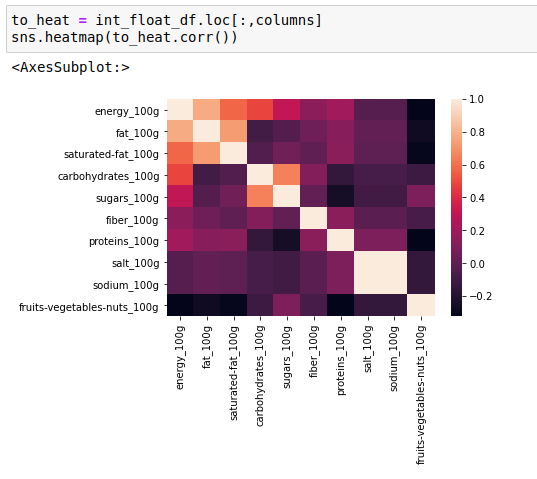 to_heat = int_float_df.loc[:,columns]
sns.heatmap(to_heat.corr())
<AxesSubplot:>
energy_100g
fat_100g
saturated-fat_100g
carbohydrates_100g
sugars_100g
fiber_100g
proteins_100g
salt_100g
sodium_100g
fruits-vegetables-nuts_100g
energy_100g
fat_100g
saturated-fat_100g
carbohydrates_100g
sugars_100g
fiber_100g
proteins_100g
salt_100g
sodium_100g
fruits-vegetables-nuts_100g
1.0
0.8
0.6
0.4
0.2
0.0
−0.2